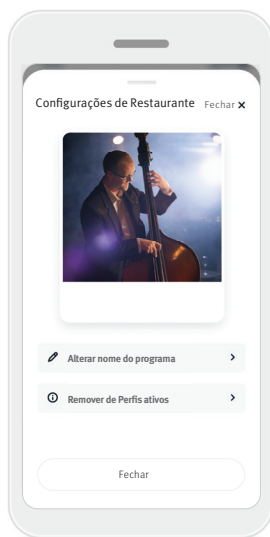 Configurações de Restaurante Fechar ×
Alterar nome do programa
Remover de Perfis ativos
Fechar